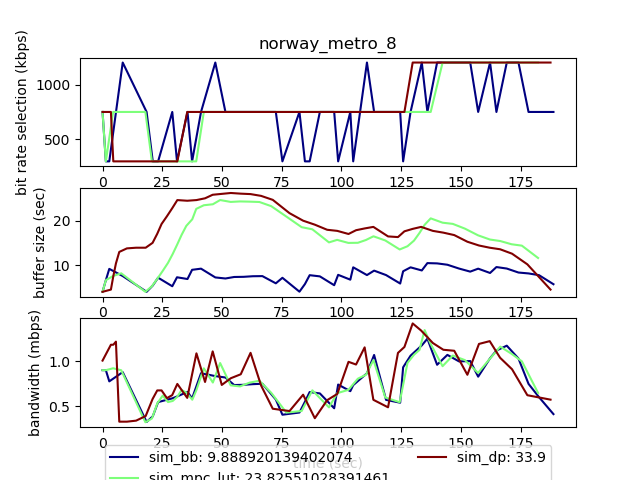 norway_metro_8
bit rate selection (kbps)
1000
500
0 25 50 75 100 125 150 175
buffer size (sec)
20
10
0 25 50 75 100 125 150 175
bandwidth (mbps)
1.0
0.5
0 25 50 75 100 125 150 175
time (sec)
sim_bb: 9.888920139402074
sim_dp: 33.9
sim_mpc_lut: 23.82551028391461